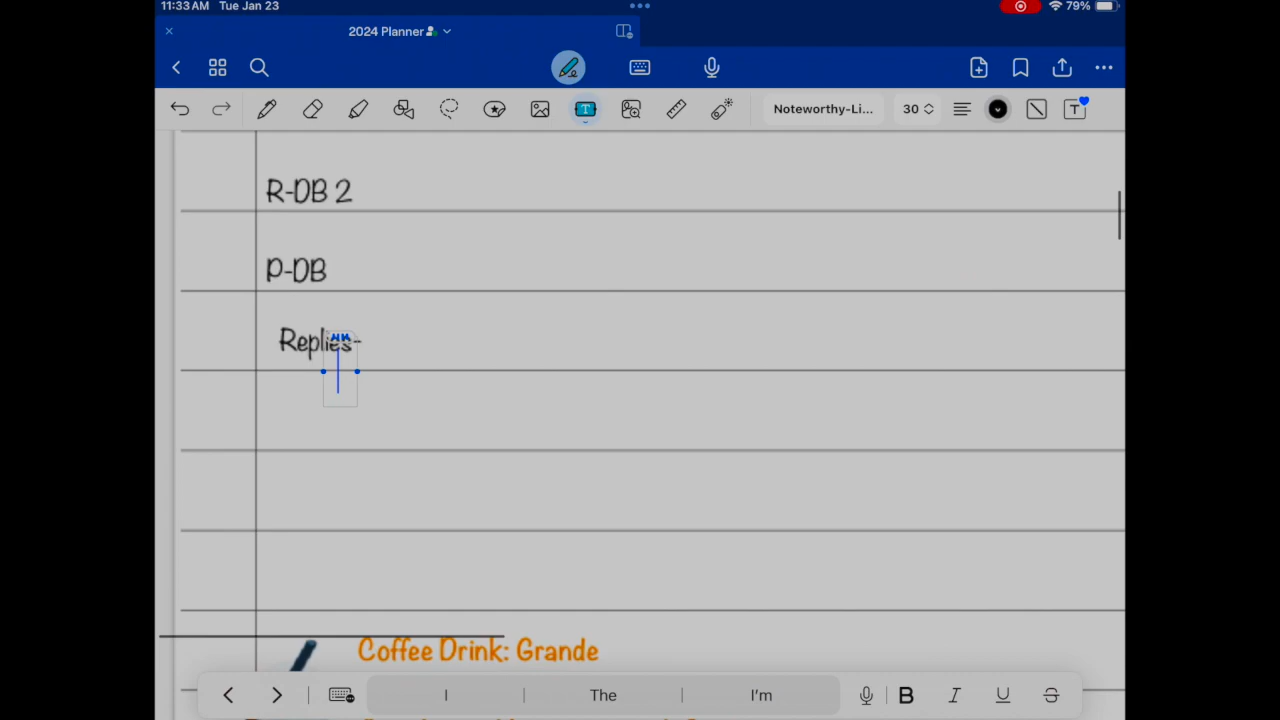 11:33 AM Tue Jan 23
79%
2024 Planner
Noteworthy-Li... 30
R-DB 2
P-DB
Replies-
Coffee Drink: Grande
I The I'm B I U S